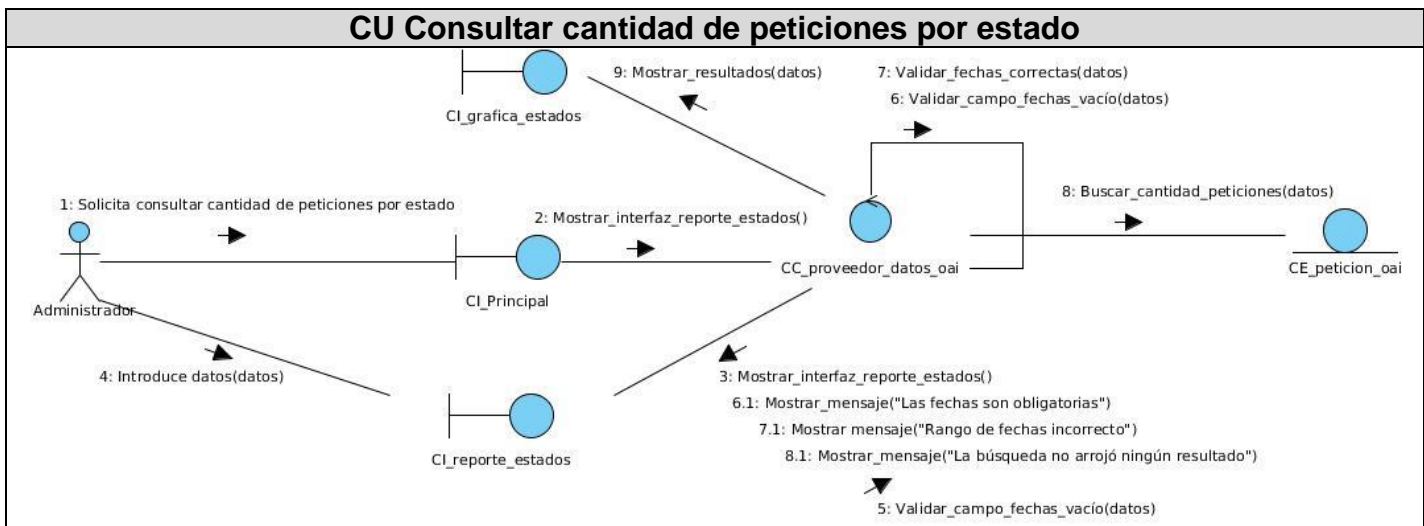 CU Consultar cantidad de peticiones por estado
9: Mostrar_resultados(datos)
7: Validar_fechas_correctas(datos)
6: Validar_campo_fechas_vacío(datos)
CI_grafica_estados
1: Solicita consultar cantidad de peticiones por estado
2: Mostrar_interfaz_reporte_estados()
8: Buscar_cantidad_peticiones(datos)
CC_proveedor_datos_oai
CE_peticion_oai
CI_Principal
Administrador
4: Introduce datos(datos)
3: Mostrar_interfaz_reporte_estados()
6.1: Mostrar_mensaje("Las fechas son obligatorias")
7.1: Mostrar mensaje("Rango de fechas incorrecto")
8.1: Mostrar_mensaje("La búsqueda no arrojó ningún resultado")
CI_reporte_estados
5: Validar_campo_fechas_vacío(datos)